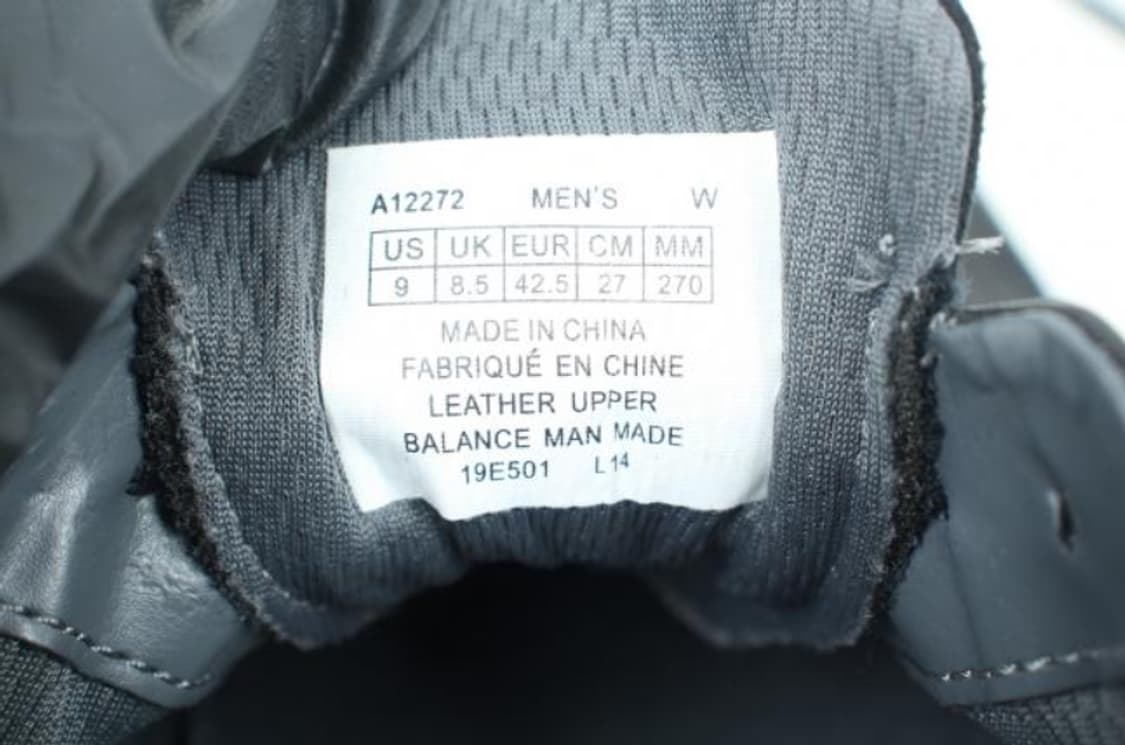 A12272 MEN'S W
US UK EUR CM MM
9 8.5 42.5 27 270
MADE IN CHINA
FABRIQUÉ EN CHINE
LEATHER UPPER
BALANCE MAN MADE
19E501 L14